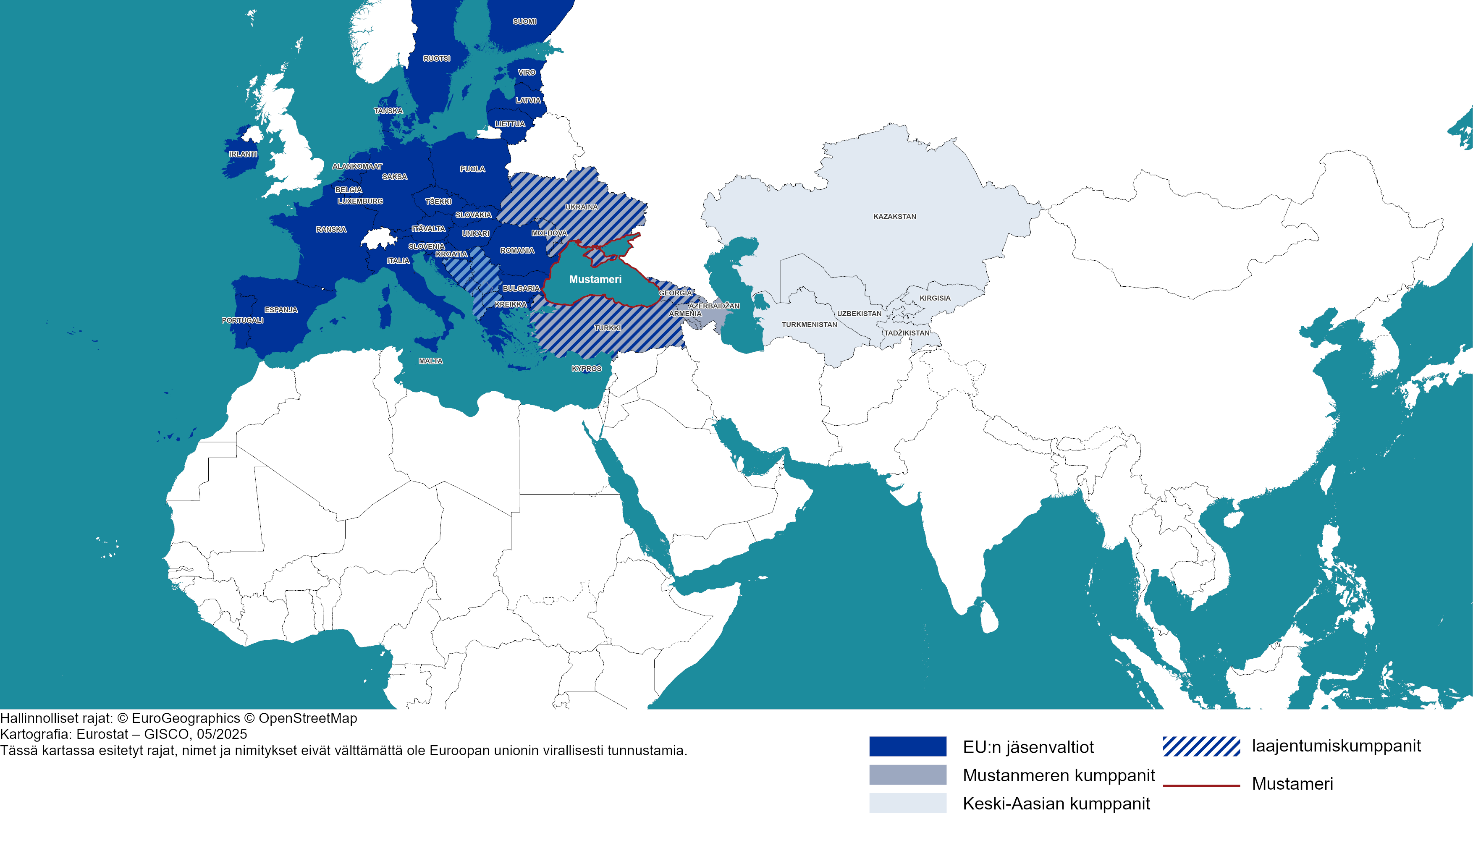 SUOMI
RUOTSI
VIRO
TANSKA
LATVIA
LIETTUA
IRLANTI
ALANKOMAAT
PUOLA
SAKSA
BELGIA
LUXEMBURG
TŠEKKI
UKRAINA
SLOVAKIA
KAZAKSTAN
RANSKA
ITÄVALTA
UNKARI
MOLDOVA
SLOVENIA
ROMANIA
KROATIA
ITALIA
Mustameri
BULGARIA
GEORGIA
KIRGISIA
KREIKKA
AZERBAIDŽAN
ESPANJA
ARMENIA
UZBEKISTAN
PORTUGALI
TURKMENISTAN
TURKKI
TADŽIKISTAN
MALTA
KYPROS
Hallinnolliset rajat: © EuroGeographics © OpenStreetMap
Kartografia: Eurostat – GISCO, 05/2025
Tässä kartassa esitetyt rajat, nimet ja nimitykset eivät välttämättä ole Euroopan unionin virallisesti tunnustamia.
EU:n jäsenvaltiot
Mustanmeren kumppanit
Keski-Aasian kumppanit
laajentumiskumppanit
Mustameri